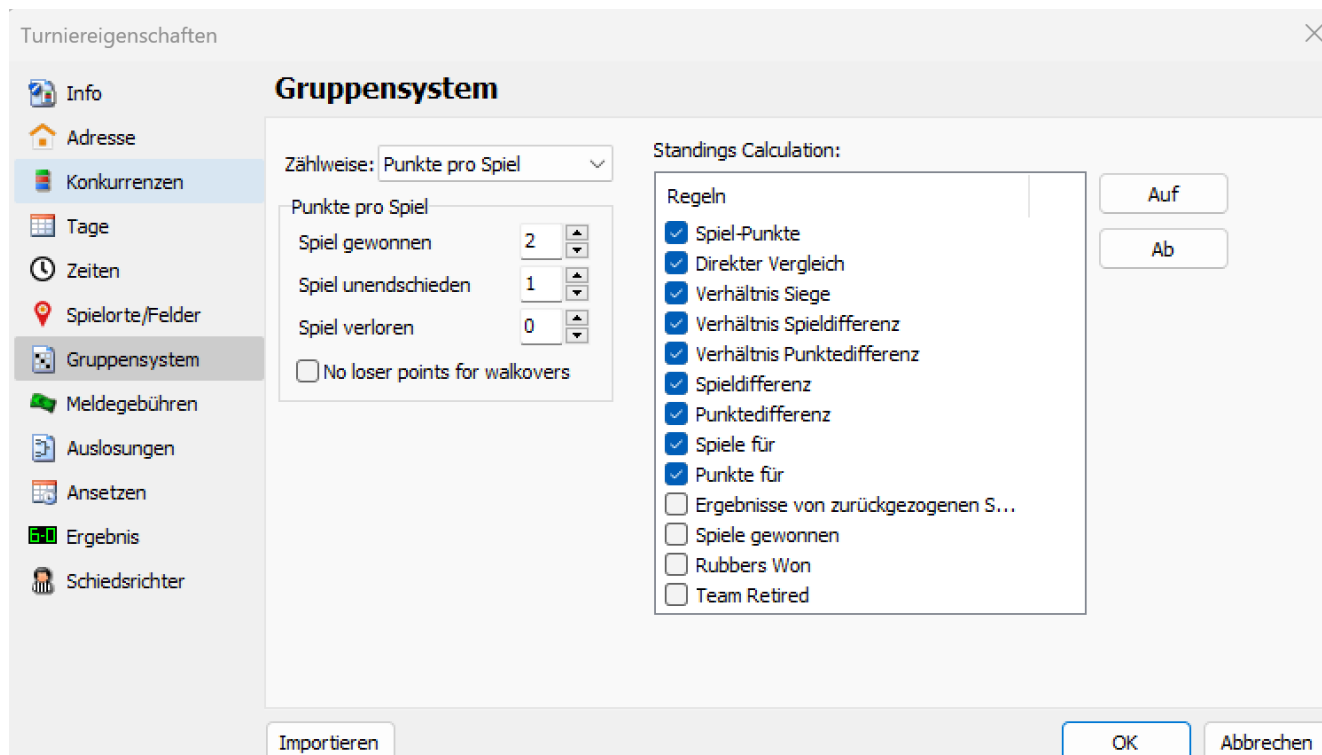 Turniereigenschaften
Info
Adresse
Konkurrenzen
Tage
Zeiten
Spielorte/Felder
Gruppensystem
Meldegebühren
Auslosungen
Ansetzen
6-0 Ergebnis
Schiedsrichter
Gruppensystem
Zählweise: Punkte pro Spiel
Punkte pro Spiel
Spiel gewonnen 2
Spiel unendschieden 1
Spiel verloren 0
No loser points for walkovers
Standings Calculation:
Regeln
Spiel-Punkte
Direkter Vergleich
Verhältnis Siege
Verhältnis Spieldifferenz
Verhältnis Punktedifferenz
Spieldifferenz
Punktedifferenz
Spiele für
Punkte für
Ergebnisse von zurückgezogenen S...
Spiele gewonnen
Rubbers Won
Team Retired
Auf
Ab
Importieren
OK
Abbrechen